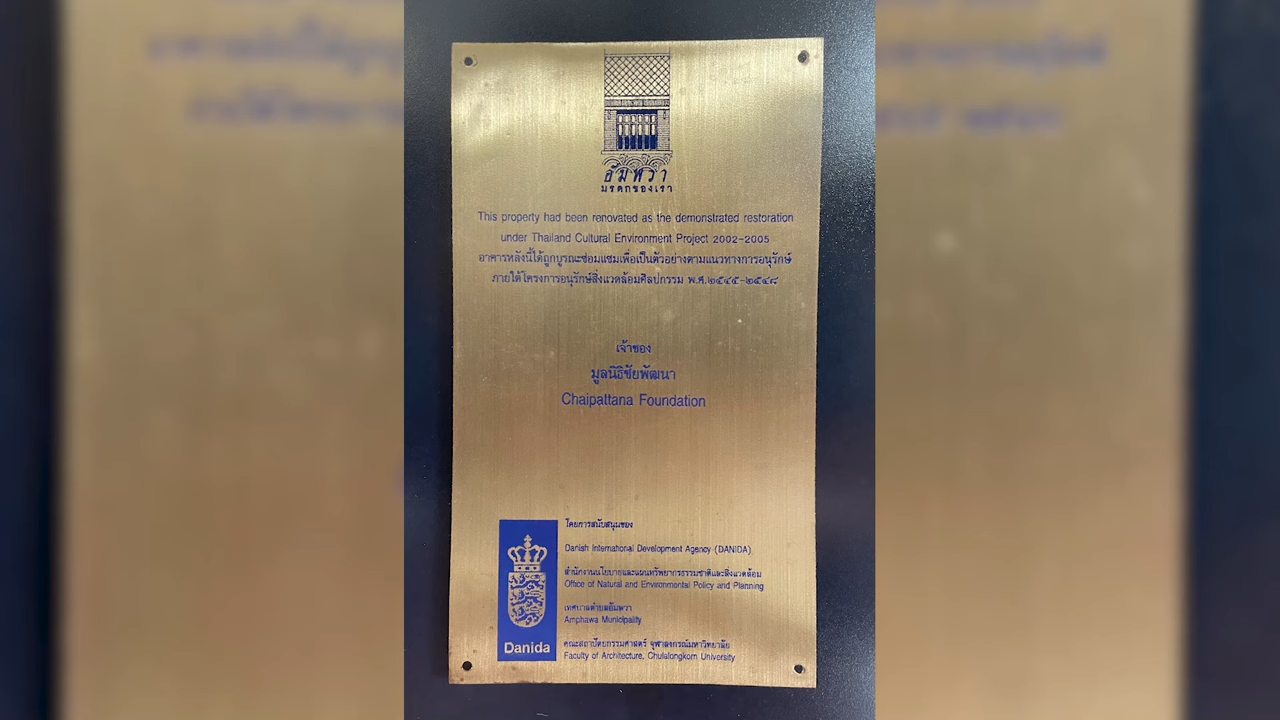 อัมพวา
มรดกของเรา
This property had been renovated as the demonstrated restoration
under Thailand Cultural Environment Project 2002-2005
อาคารหลังนี้ได้ถูกบูรณะซ่อมแซมเพื่อเป็นตัวอย่างตามแนวทางการอนุรักษ์
ภายใต้โครงการอนุรักษ์สิ่งแวดล้อมศิลปกรรม พ.ศ.๒๕๔๕-๒๕๔๘
เจ้าของ
มูลนิธิชัยพัฒนา
Chaipattana Foundation
โดยการสนับสนุนของ
Danish International Development Agency (DANIDA)
สำนักงานนโยบายและแผนทรัพยากรธรรมชาติและสิ่งแวดล้อม
Office of Natural and Environmental Policy and Planning
เทศบาลตำบลอัมพวา
Amphawa Municipality
คณะสถาปัตยกรรมศาสตร์ จุฬาลงกรณ์มหาวิทยาลัย
Faculty of Architecture, Chulalongkorn University
Danida